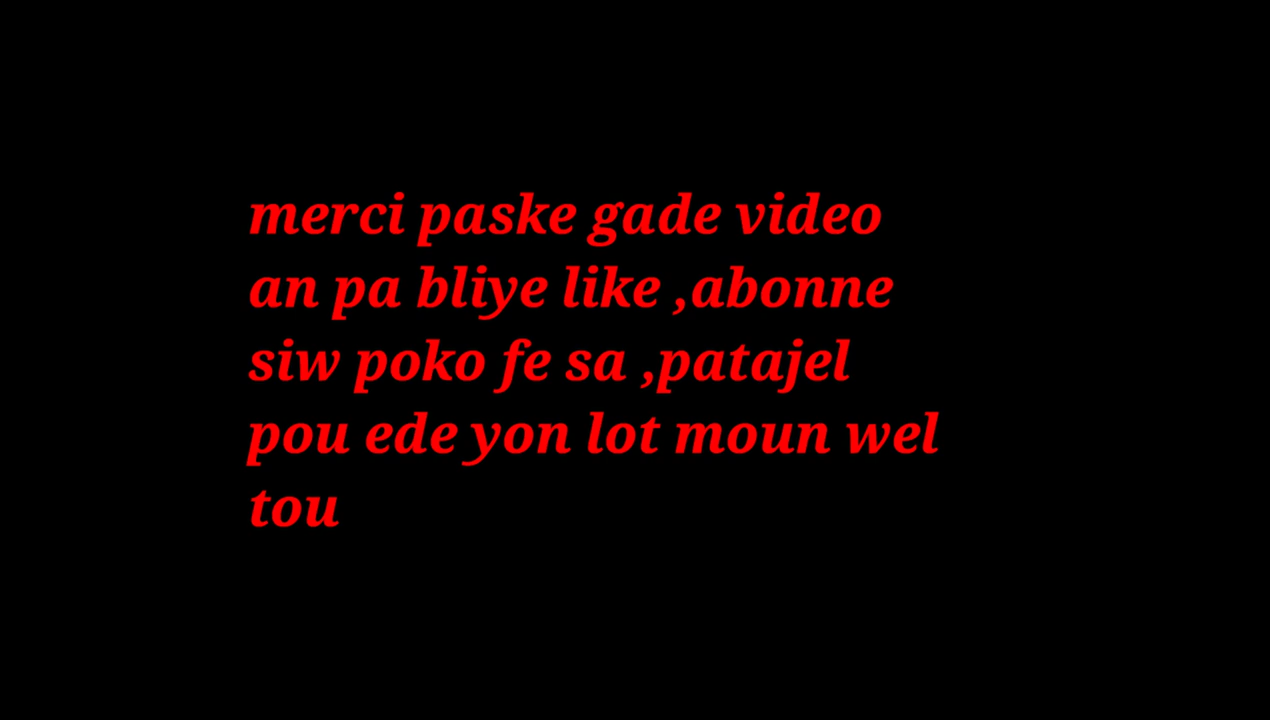 merci paske gade video
an pa bliye like ,abonne
siw poko fe sa ,patajel
pou ede yon lot moun wel
tou